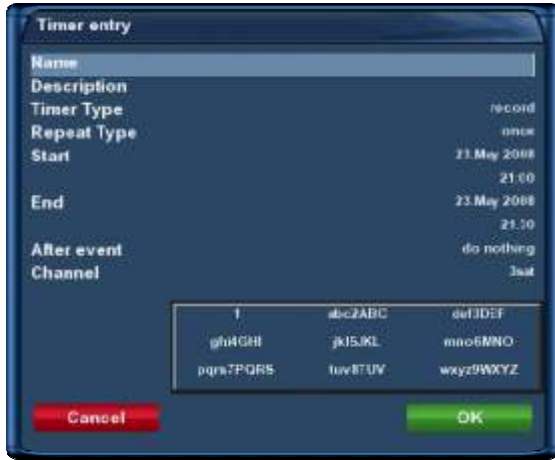 Timer entry
Name
Description
Timer Type record
Repeat Type once
Start 23.May 2008
21:00
End 23.May 2008
21:30
After event do nothing
Channel 3sat
1 abc2ABC def3DEF
ghi4GHI jkl5JKL mno6MNO
pqrs7PQRS tuv8TUV wxyz9WXYZ
Cancel OK